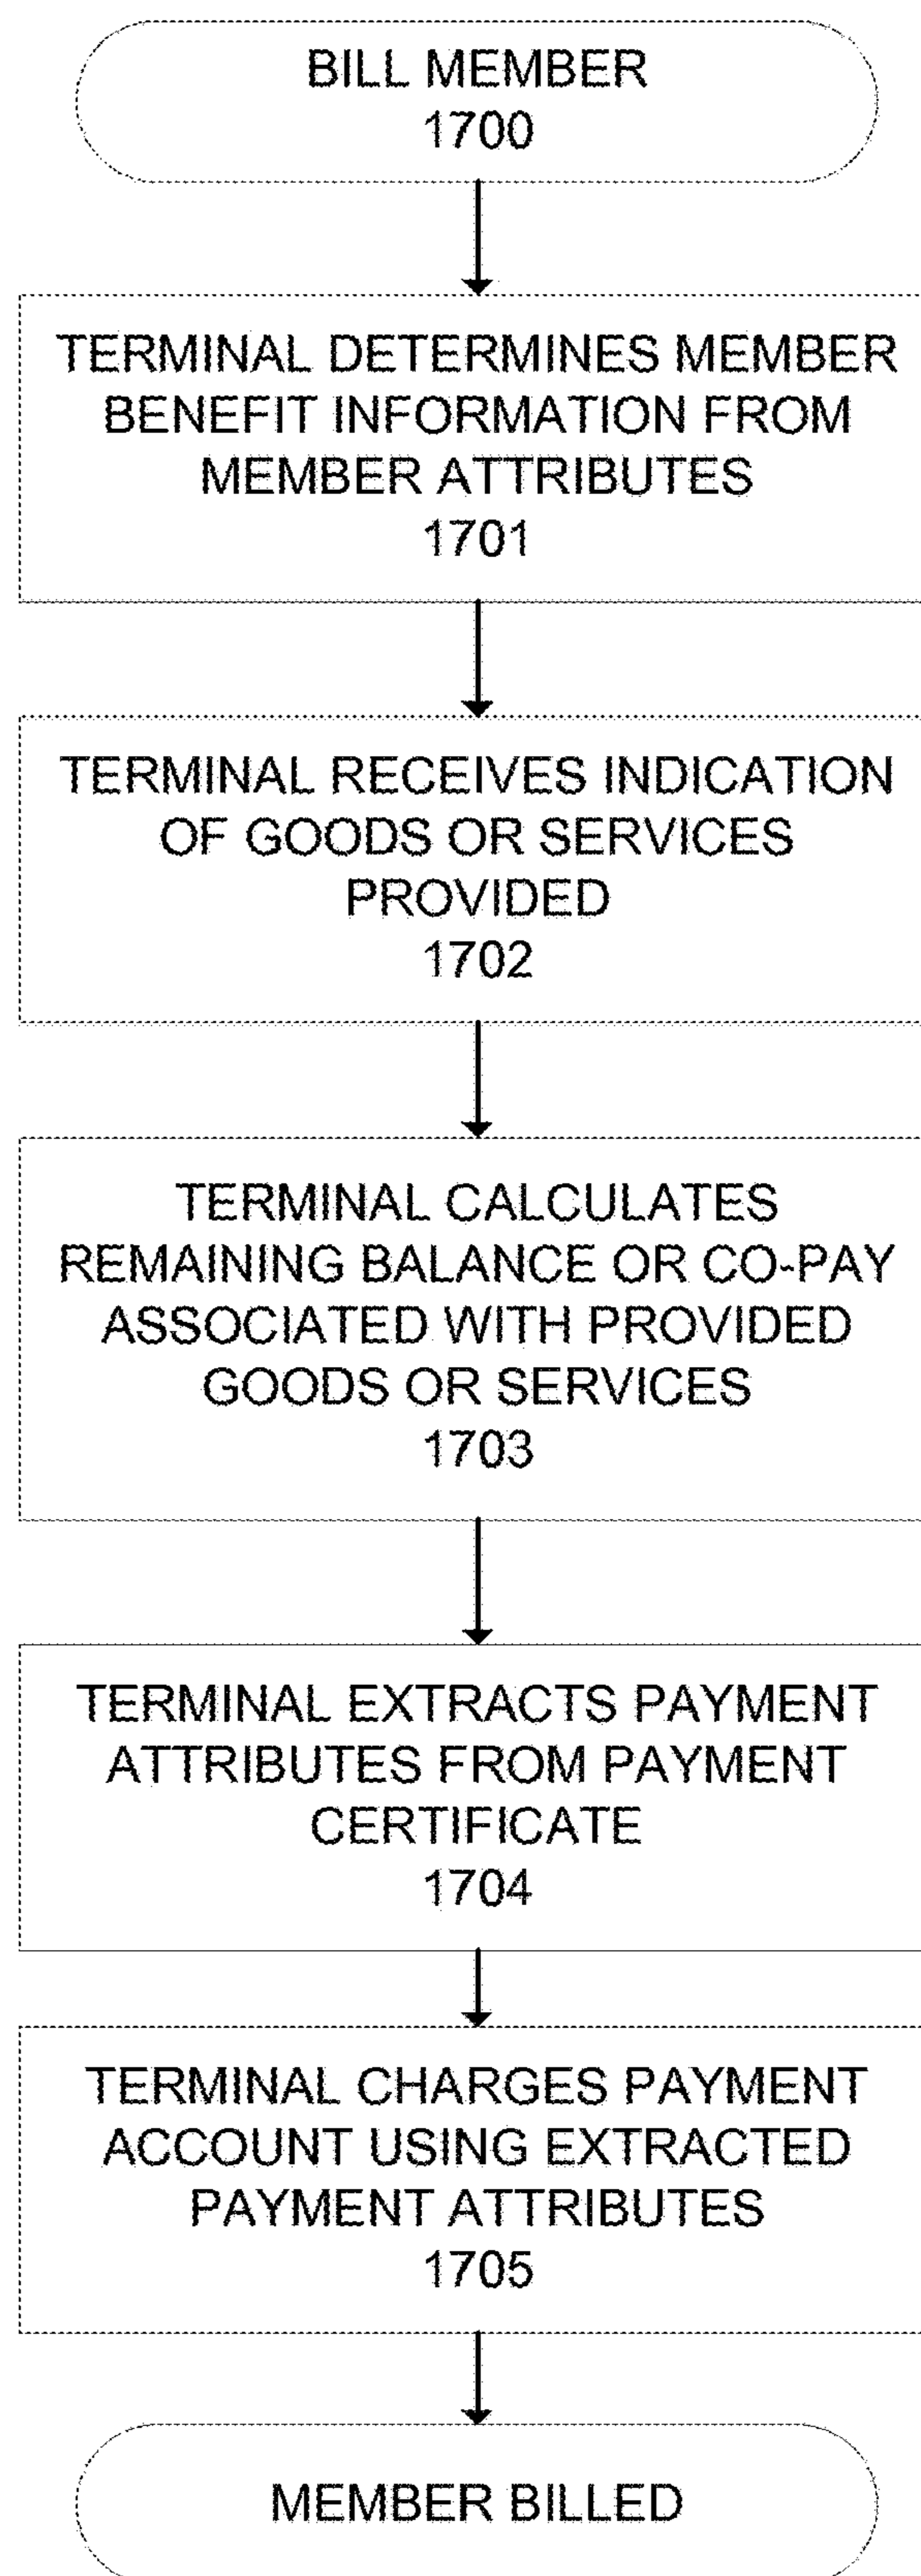 BILL MEMBER
1700
TERMINAL DETERMINES MEMBER
BENEFIT INFORMATION FROM
MEMBER ATTRIBUTES
1701
TERMINAL RECEIVES INDICATION
OF GOODS OR SERVICES
PROVIDED
1702
TERMINAL CALCULATES
REMAINING BALANCE OR CO-PAY
ASSOCIATED WITH PROVIDED
GOODS OR SERVICES
1703
TERMINAL EXTRACTS PAYMENT
ATTRIBUTES FROM PAYMENT
CERTIFICATE
1704
TERMINAL CHARGES PAYMENT
ACCOUNT USING EXTRACTED
PAYMENT ATTRIBUTES
1705
MEMBER BILLED